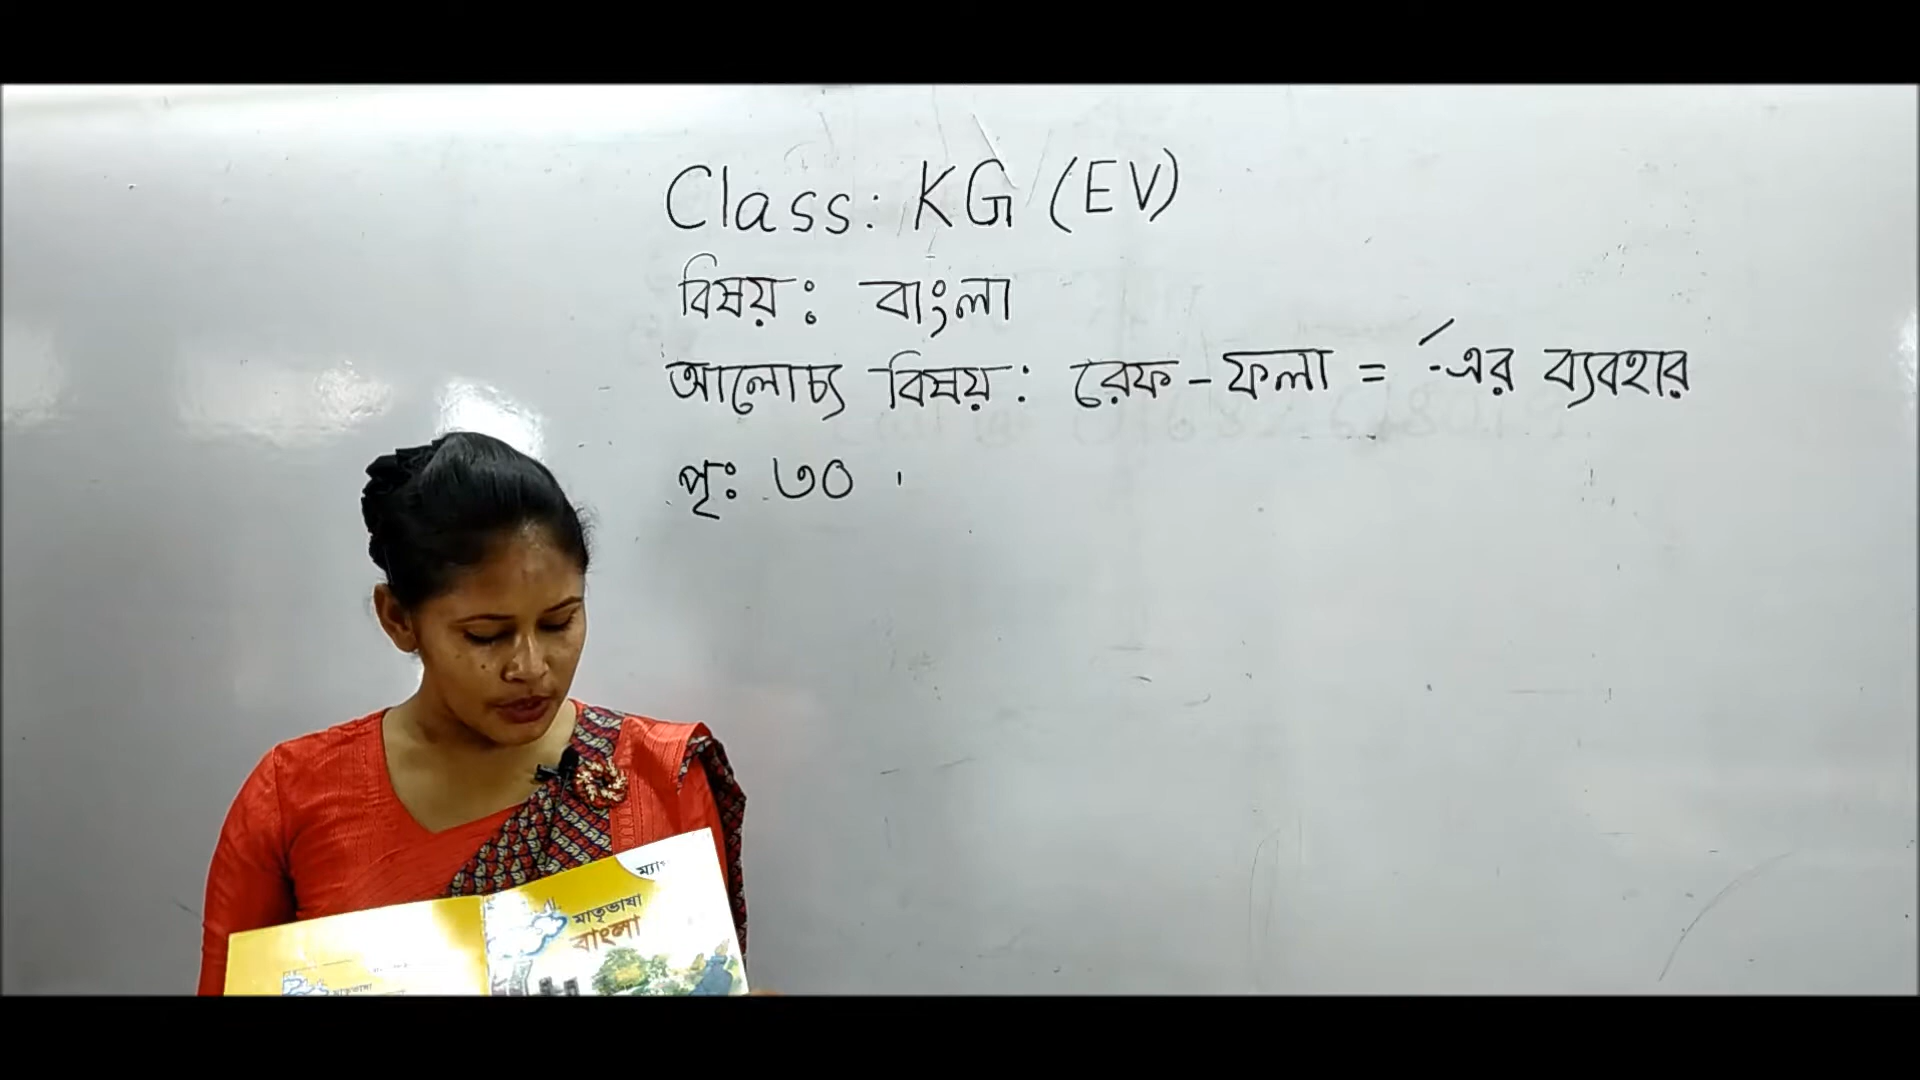 Class: KG (EV)
বিষয় : বাংলা
আলোচ্য বিষয় : রেফ - ফলা = র্ -এর ব্যবহার
পৃঃ ৩০
মাতৃভাষা
বাংলা
মাতৃভাষা